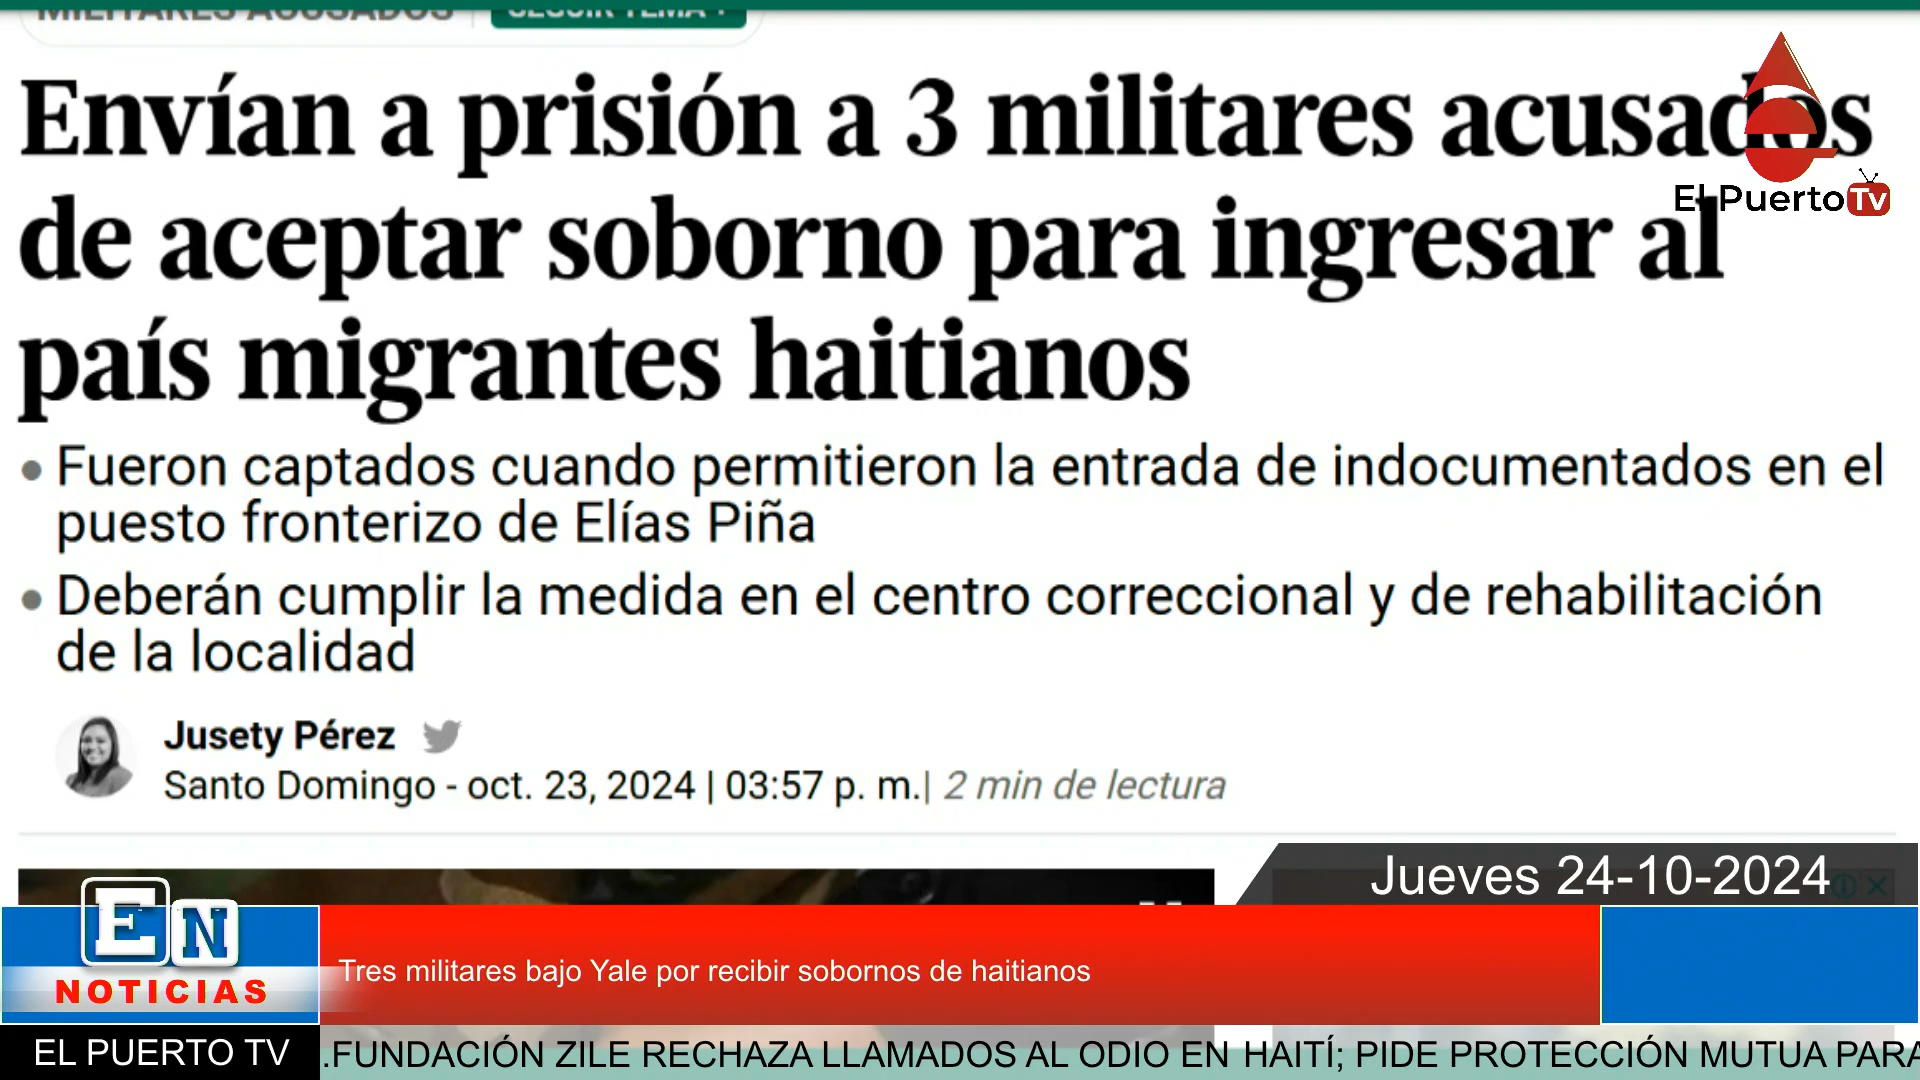 MILITARES ACUSADOS
SEGUIR TEMA +
Envían a prisión a 3 militares acusados
de aceptar soborno para ingresar al
país migrantes haitianos
El Puerto Tv
Fueron captados cuando permitieron la entrada de indocumentados en el
puesto fronterizo de Elías Piña
Deberán cumplir la medida en el centro correccional y de rehabilitación
de la localidad
Jusety Pérez
Santo Domingo - oct. 23, 2024 | 03:57 p. m.| 2 min de lectura
Jueves 24-10-2024
EN
NOTICIAS
Tres militares bajo Yale por recibir sobornos de haitianos
EL PUERTO TV
.FUNDACIÓN ZILE RECHAZA LLAMADOS AL ODIO EN HAITÍ; PIDE PROTECCIÓN MUTUA PARA